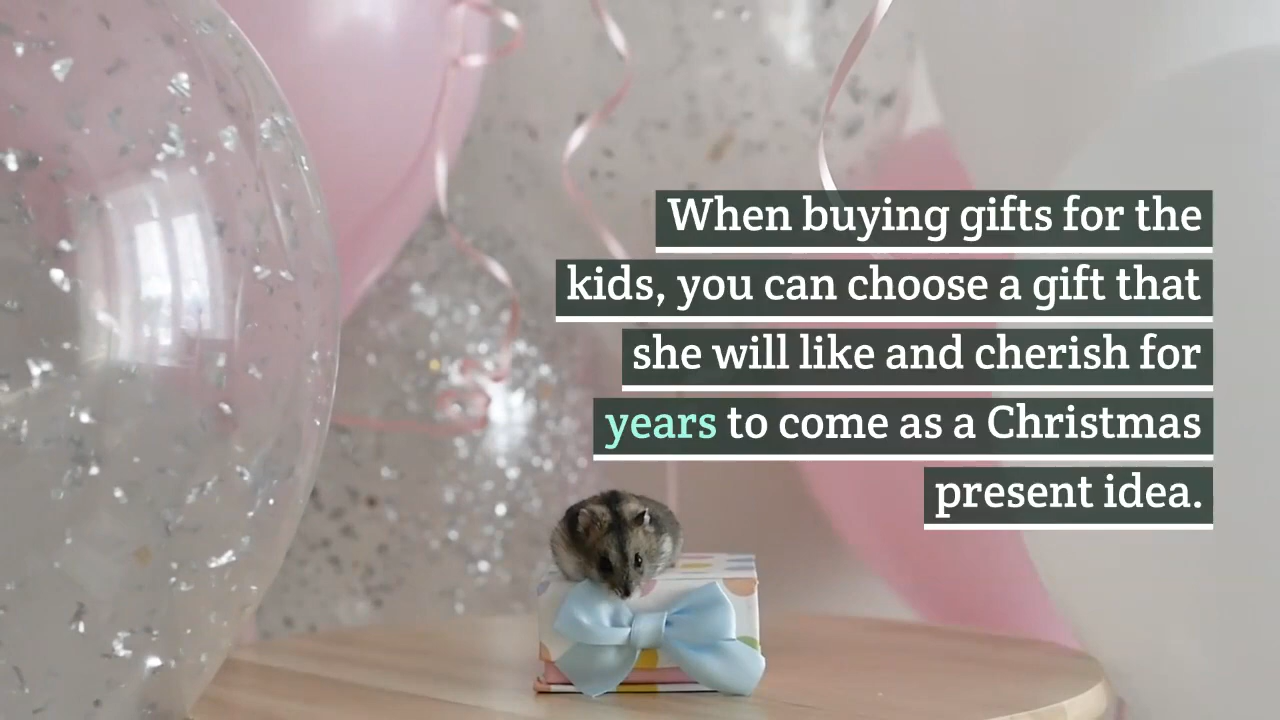 When buying gifts for the
kids, you can choose a gift that
she will like and cherish for
years to come as a Christmas
present idea.